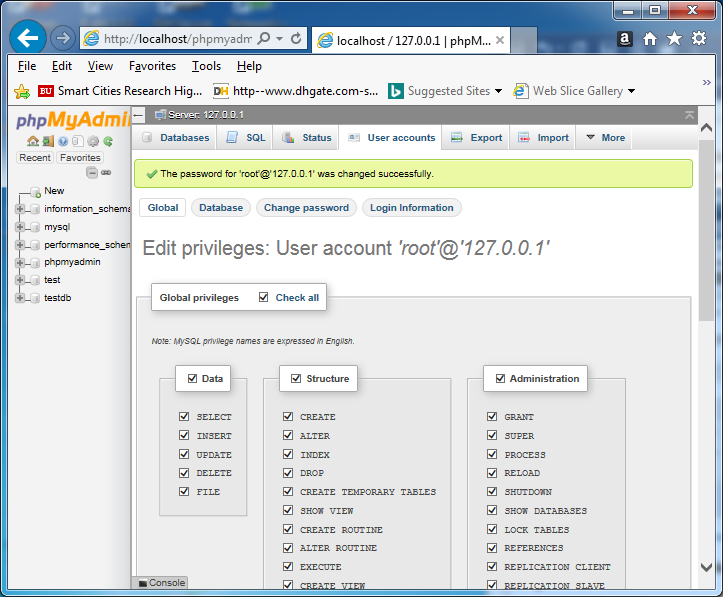 http://localhost/phpmyadm
localhost / 127.0.0.1 | phpM...
File Edit View Favorites Tools Help
BU Smart Cities Research Hig... DH http--www.dhgate.com-s... Suggested Sites Web Slice Gallery
phpMyAdmin
Recent Favorites
New
information_schema
mysql
performance_schem
phpmyadmin
test
testdb
Server: 127.0.0.1
Databases SQL Status User accounts Export Import More
The password for 'root'@'127.0.0.1' was changed successfully.
Global Database Change password Login Information
Edit privileges: User account 'root'@'127.0.0.1'
Global privileges Check all
Note: MySQL privilege names are expressed in English.
Data
SELECT
INSERT
UPDATE
DELETE
FILE
Structure
CREATE
ALTER
INDEX
DROP
CREATE TEMPORARY TABLES
SHOW VIEW
CREATE ROUTINE
ALTER ROUTINE
EXECUTE
CREATE VIEW
Administration
GRANT
SUPER
PROCESS
RELOAD
SHUTDOWN
SHOW DATABASES
LOCK TABLES
REFERENCES
REPLICATION CLIENT
REPLICATION SLAVE
Console